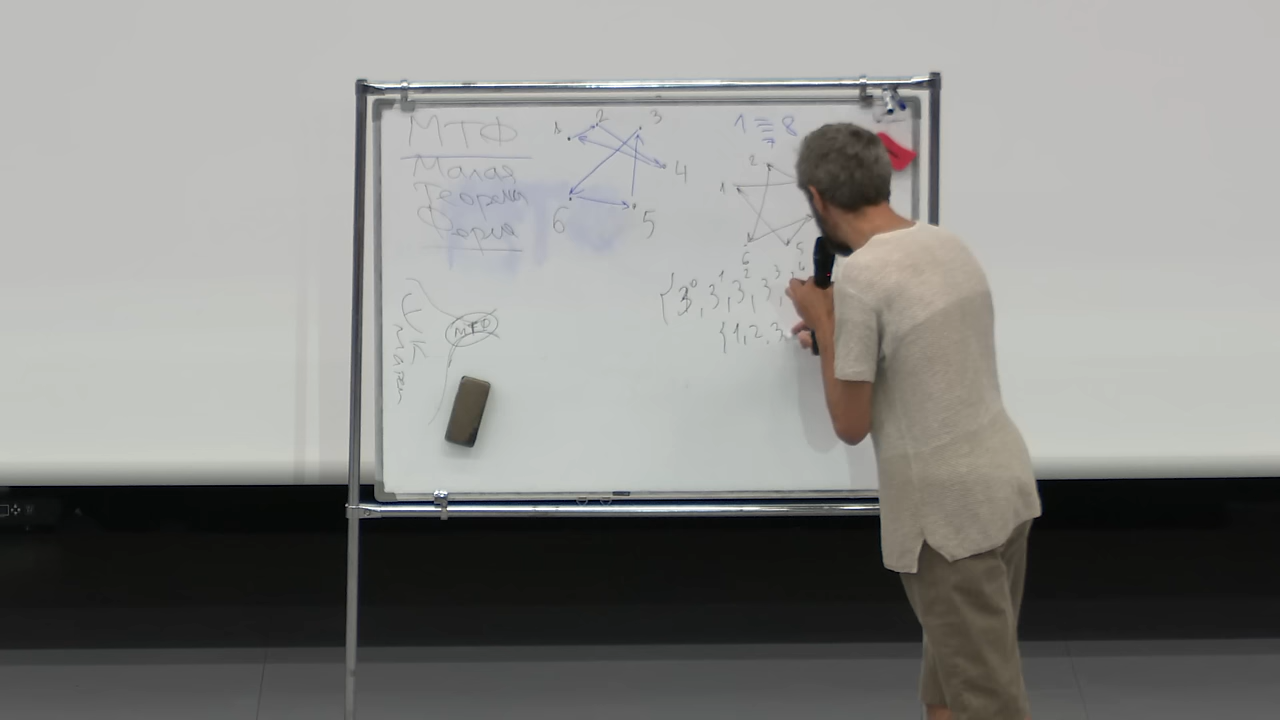 МТФ
Малая
Теорема
Ферма
1 2 3
4
6 5
1 ≡ 8
7
2
1
6 5
{3⁰, 3¹, 3², 3³,
{1, 2, 3
МТФ